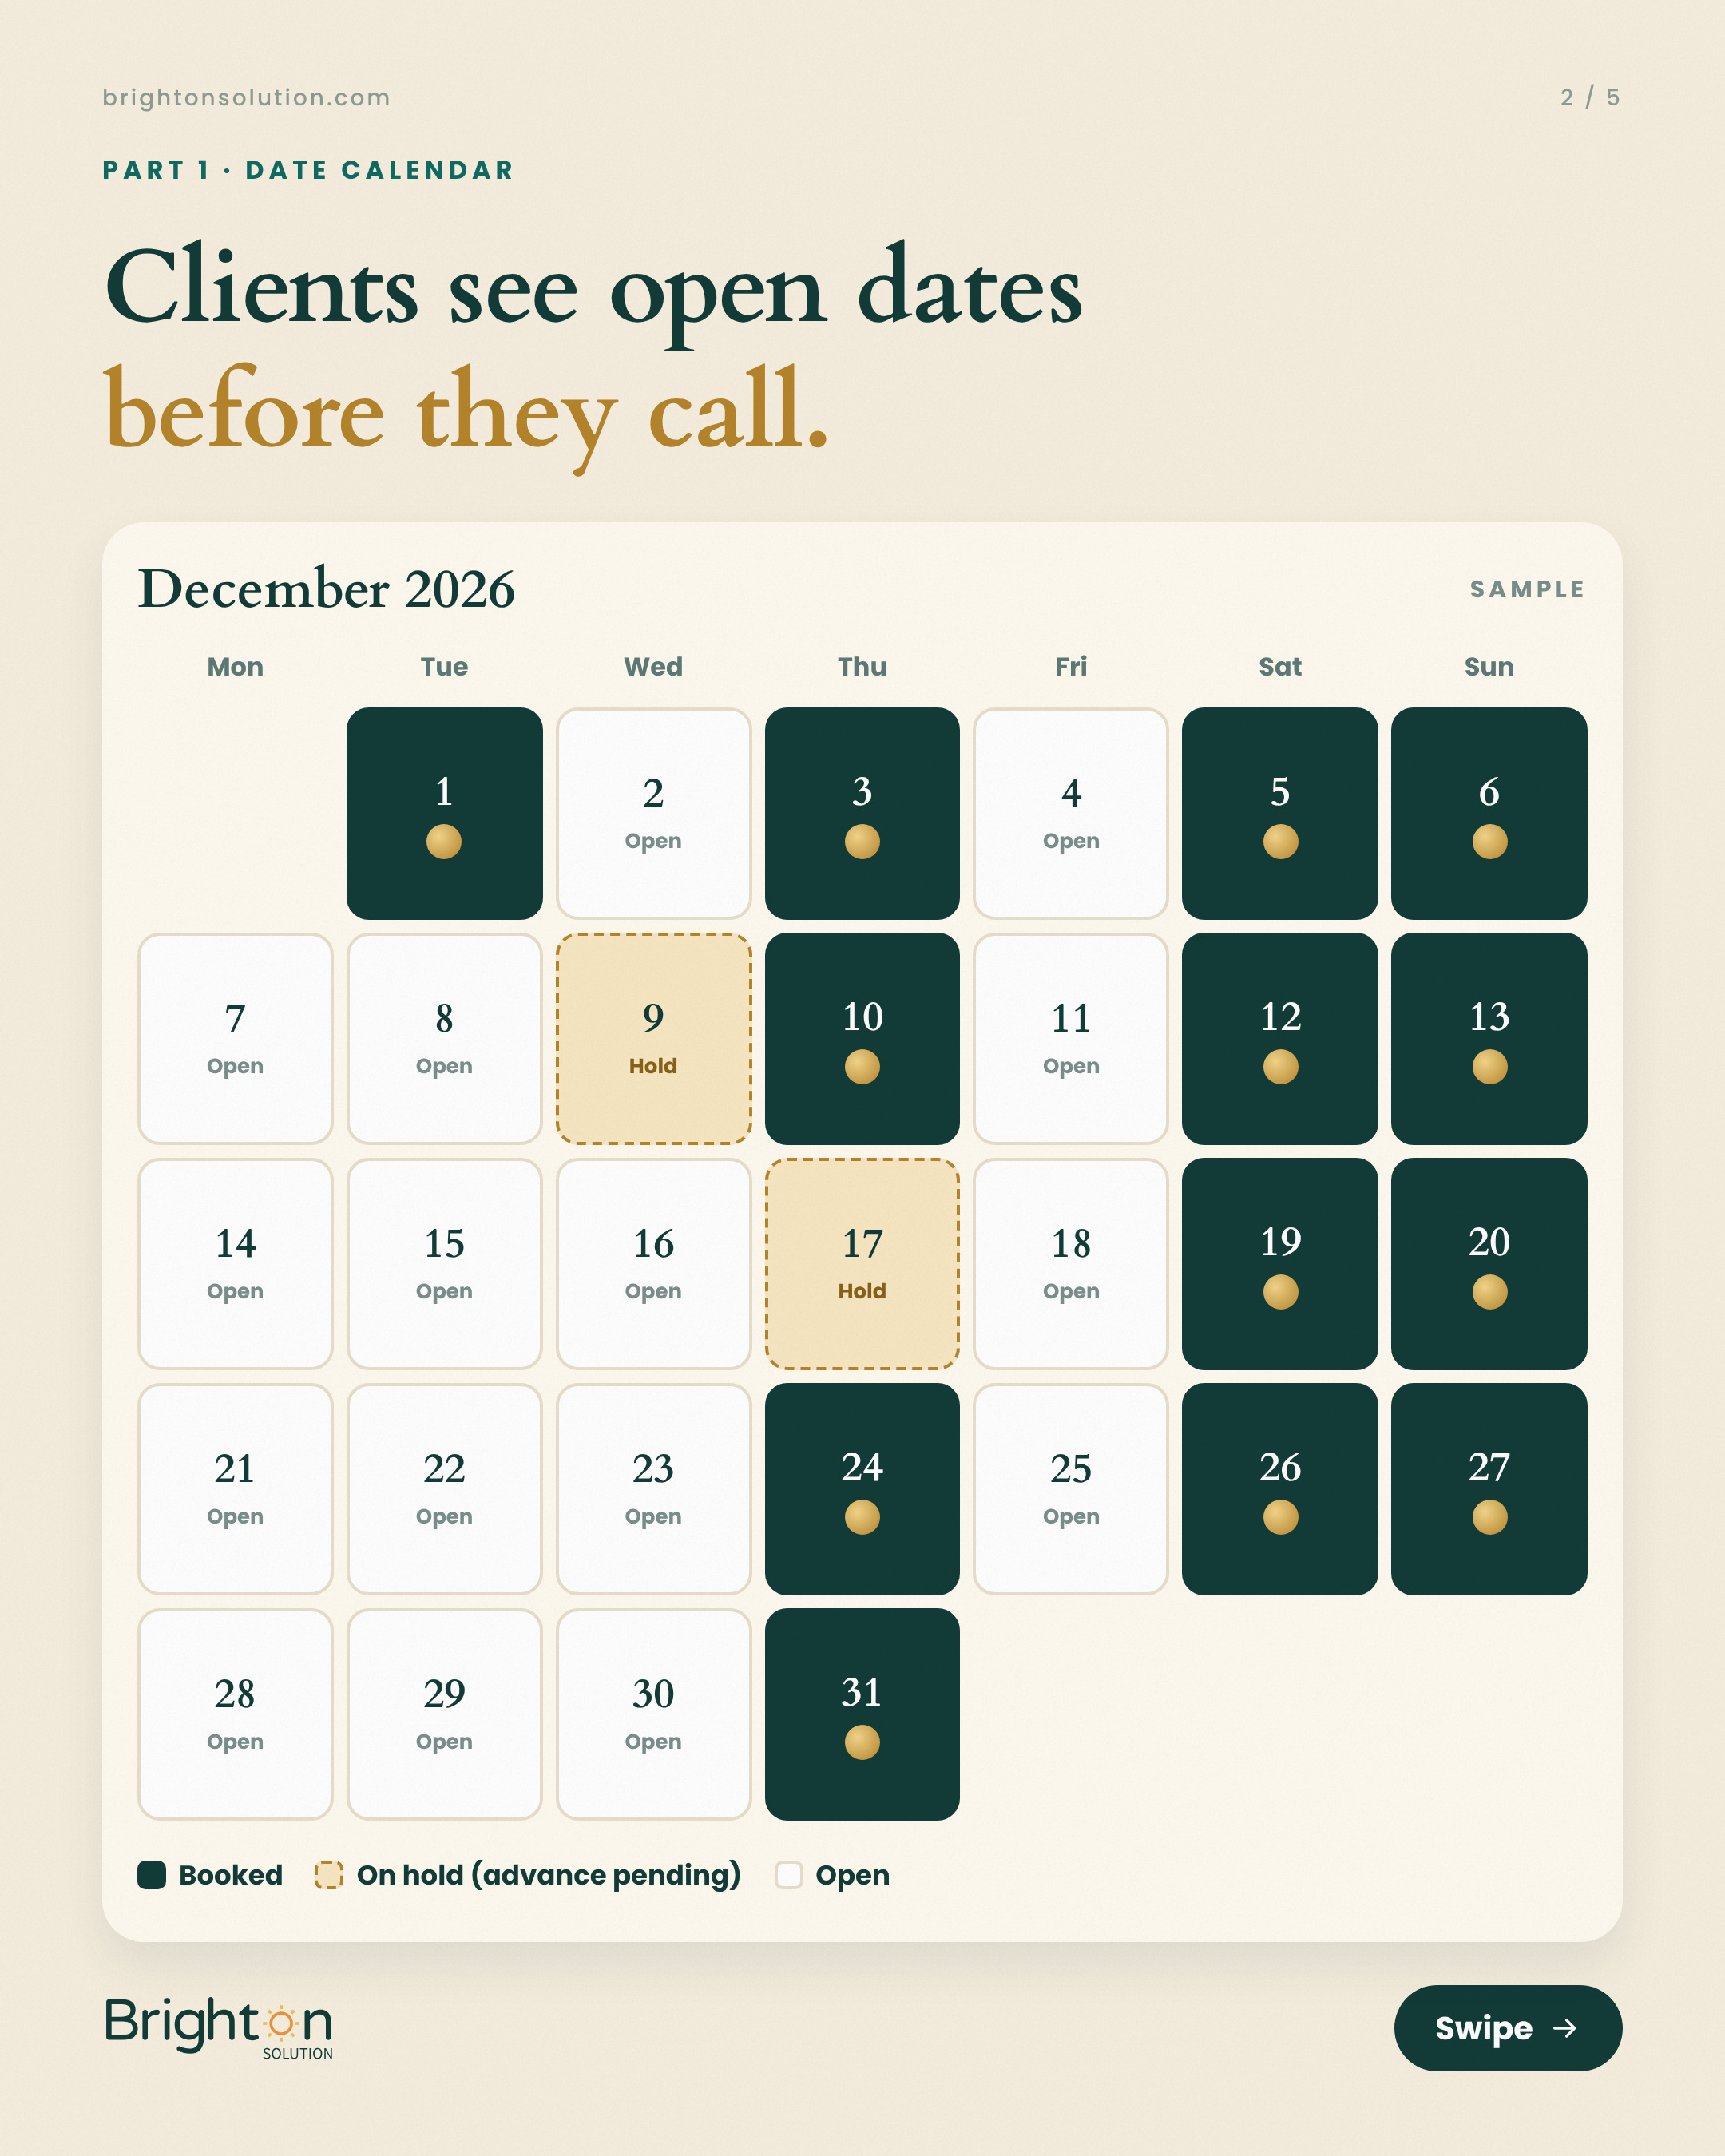 brightonsolution.com
2 / 5
PART 1 · DATE CALENDAR
Clients see open dates
before they call.
December 2026
SAMPLE
Mon Tue Wed Thu Fri Sat Sun
1 2 3 4 5 6
Open Open
7 8 9 10 11 12 13
Open Open Hold Open
14 15 16 17 18 19 20
Open Open Open Hold Open
21 22 23 24 25 26 27
Open Open Open Open
28 29 30 31
Open Open Open
Booked On hold (advance pending) Open
Brighton
SOLUTION
Swipe →